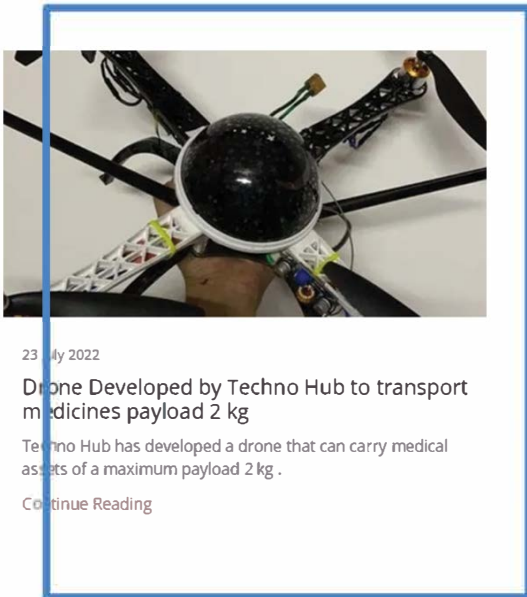 23 July 2022
Drone Developed by Techno Hub to transport
medicines payload 2 kg
Techno Hub has developed a drone that can carry medical
assets of a maximum payload 2 kg .
Continue Reading